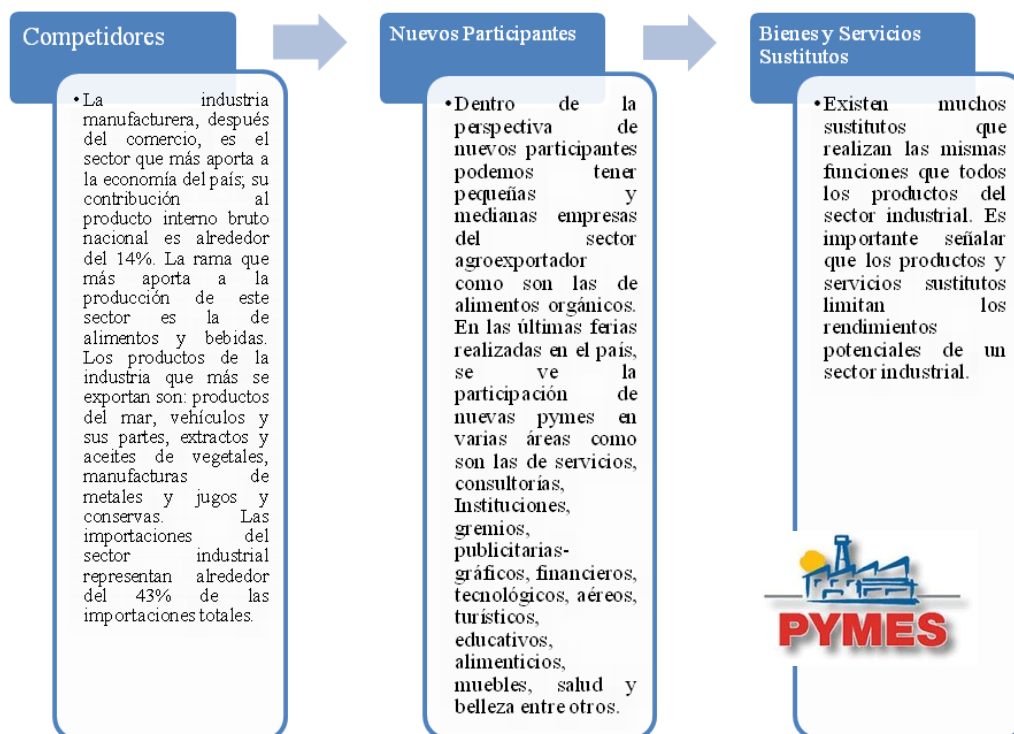 Competidores
• La industria
manufacturera, después
del comercio, es el
sector que más aporta a
la economía del país; su
contribución al
producto interno bruto
nacional es alrededor
del 14%. La rama que
más aporta a la
producción de este
sector es la de
alimentos y bebidas.
Los productos de la
industria que más se
exportan son: productos
del mar, vehículos y
sus partes, extractos y
aceites de vegetales,
manufacturas de
metales y jugos y
conservas. Las
importaciones del
sector industrial
representan alrededor
del 43% de las
importaciones totales.
Nuevos Participantes
• Dentro de la
perspectiva de
nuevos participantes
podemos tener
pequeñas y
medianas empresas
del sector
agroexportador
como son las de
alimentos orgánicos.
En las últimas ferias
realizadas en el país,
se ve la
participación de
nuevas pymes en
varias áreas como
son las de servicios,
consultorías,
Instituciones,
gremios,
publicitarias-
gráficos, financieros,
tecnológicos, aéreos,
turísticos,
educativos,
alimenticios,
muebles, salud y
belleza entre otros.
Bienes y Servicios
Sustitutos
• Existen muchos
sustitutos que
realizan las mismas
funciones que todos
los productos del
sector industrial. Es
importante señalar
que los productos y
servicios sustitutos
limitan los
rendimientos
potenciales de un
sector industrial.
PYMES